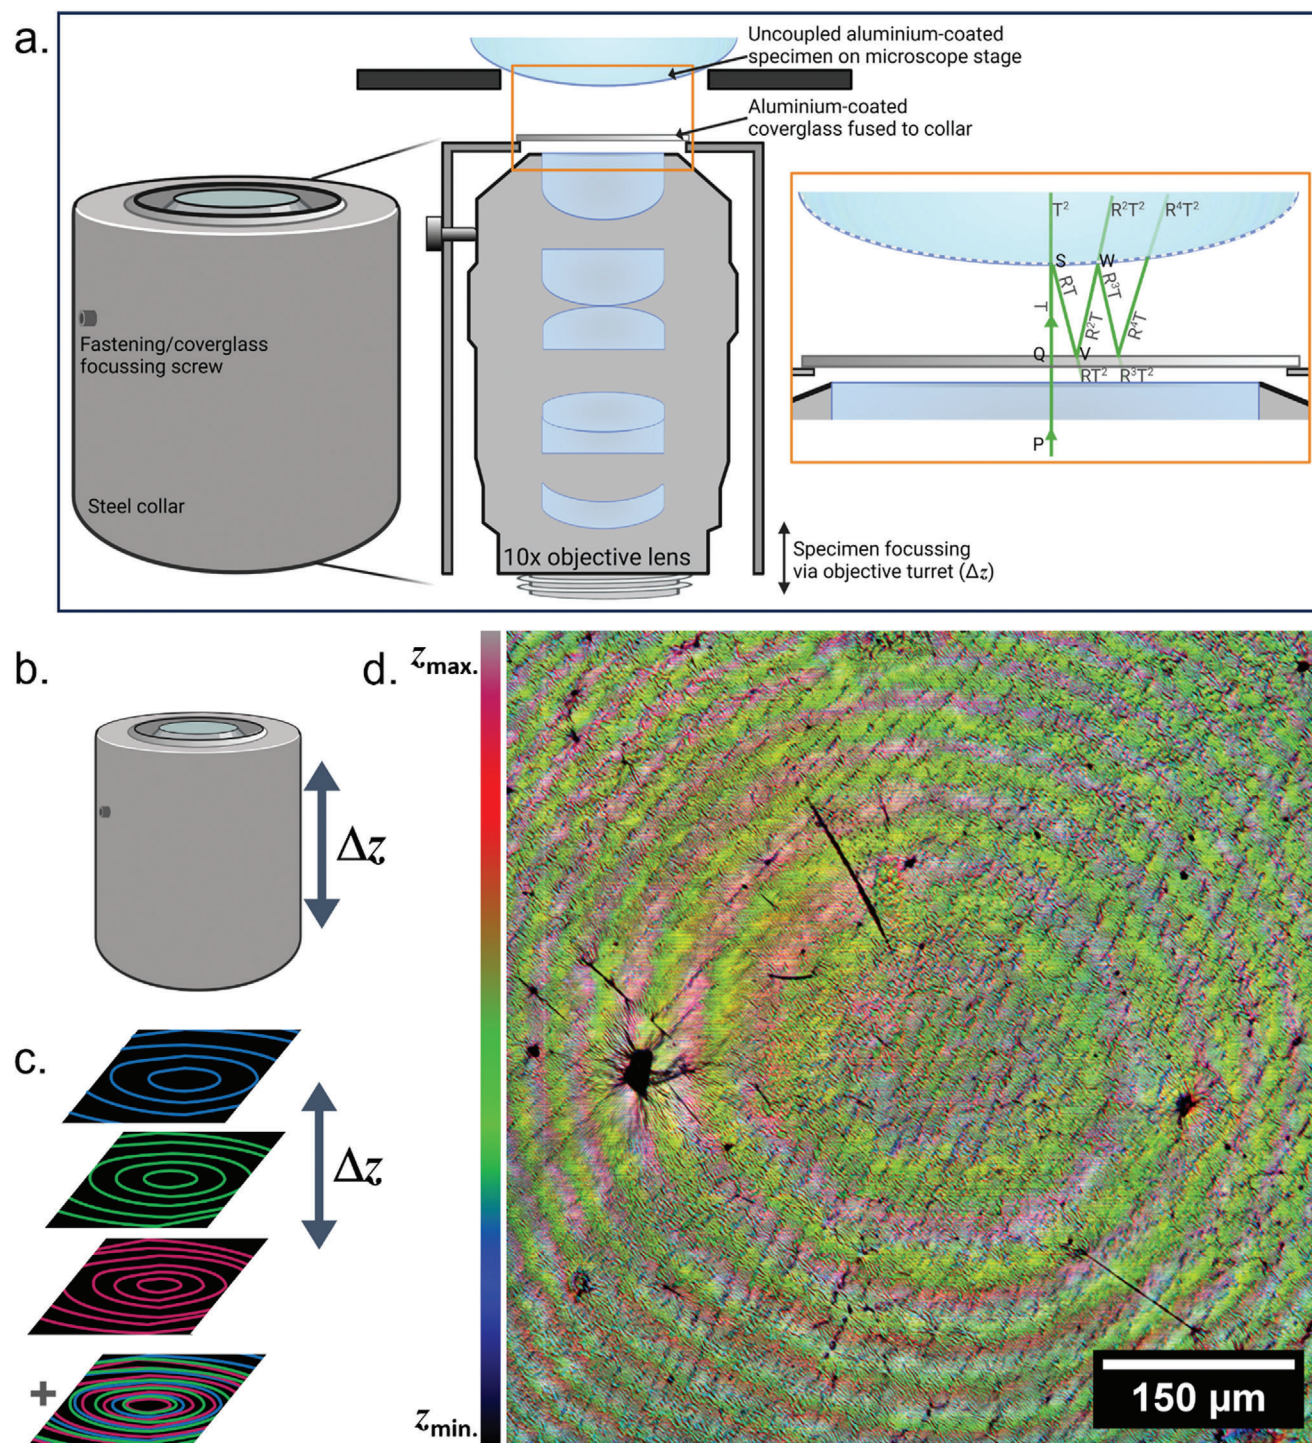 a.
Uncoupled aluminium-coated
specimen on microscope stage
Aluminium-coated
coverglass fused to collar
Fastening/coverglass
focussing screw
Steel collar
10x objective lens
Specimen focussing
via objective turret (Δz)
T² R²T² R⁴T²
S W
RT R³T
T R²T R⁴T
Q V
RT² R³T²
P
b.
Δz
c.
Δz
+
d.
zmax.
zmin.
150 µm